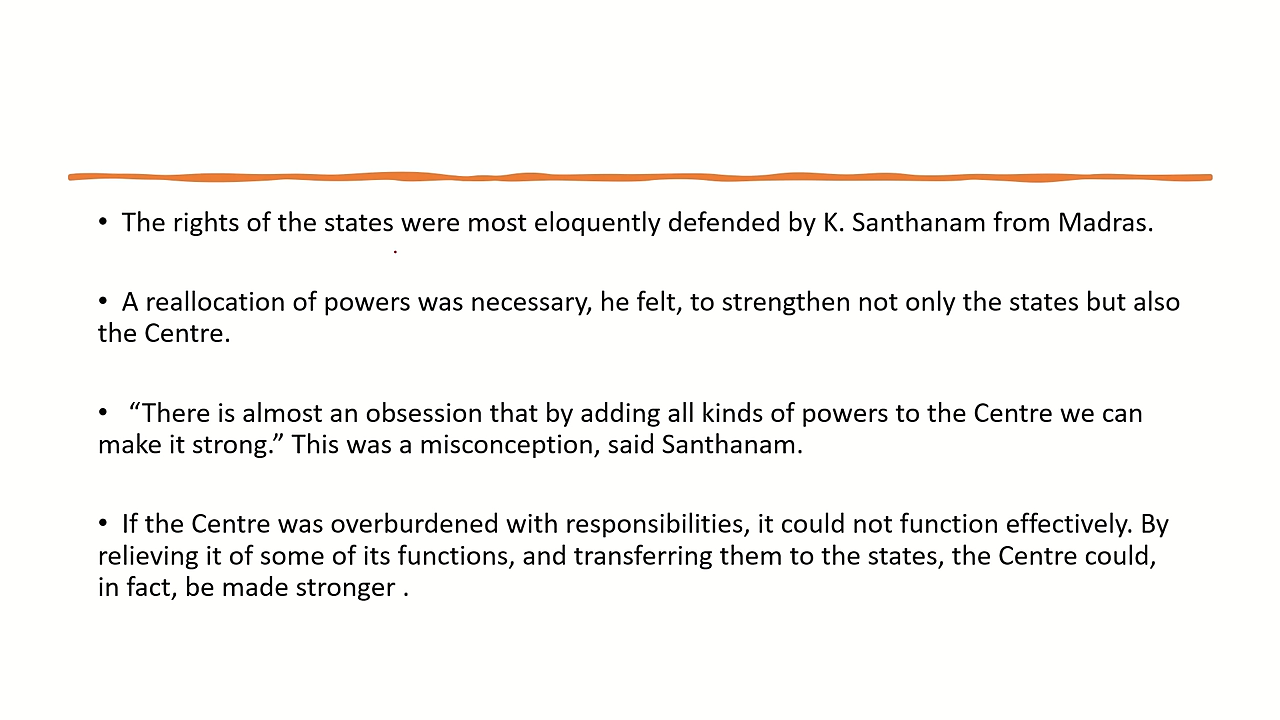 • The rights of the states were most eloquently defended by K. Santhanam from Madras.
• A reallocation of powers was necessary, he felt, to strengthen not only the states but also
the Centre.
• “There is almost an obsession that by adding all kinds of powers to the Centre we can
make it strong.” This was a misconception, said Santhanam.
• If the Centre was overburdened with responsibilities, it could not function effectively. By
relieving it of some of its functions, and transferring them to the states, the Centre could,
in fact, be made stronger .